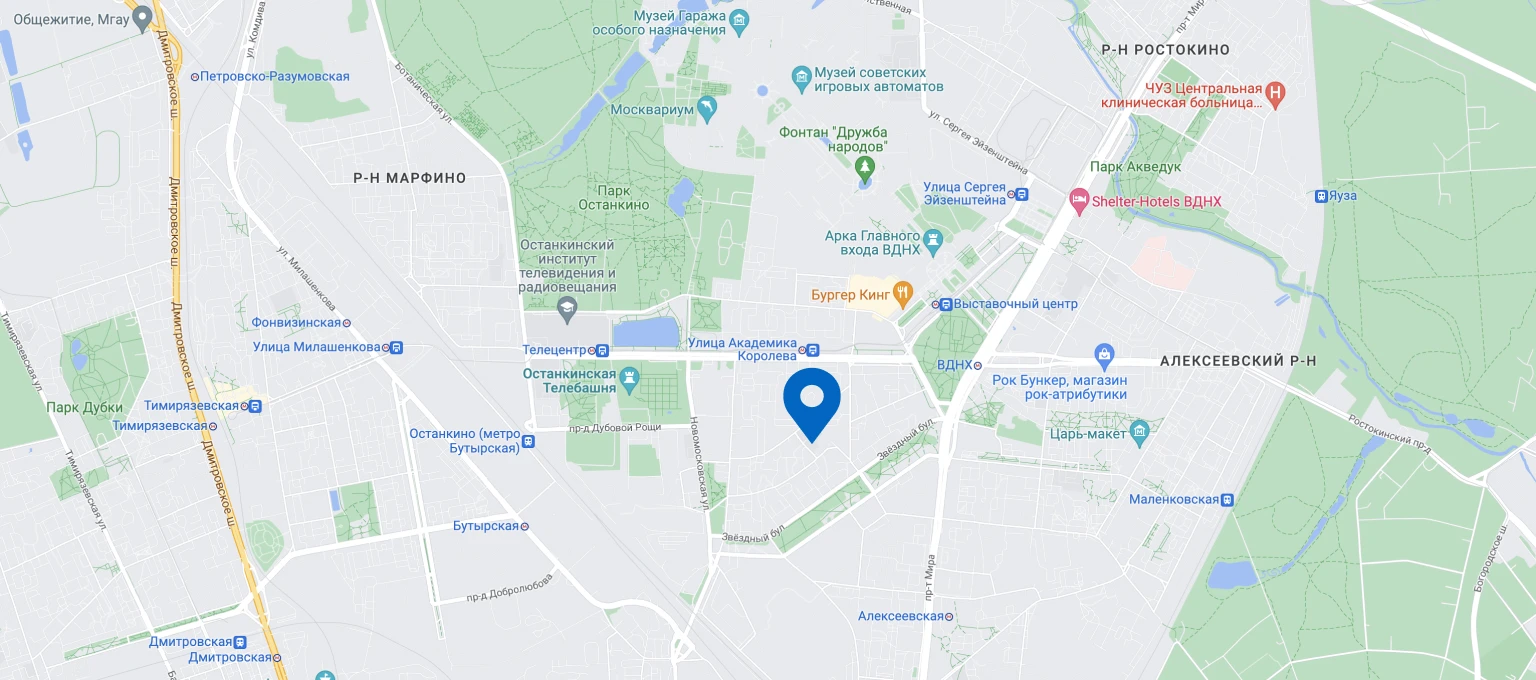 Общежитие, Мгау
Музей Гаража
особого назначения
пр-т Мира
Р-Н РОСТОКИНО
ул. Комдива
Дмитровское ш.
Петровско-Разумовская
Ботаническая ул.
Музей советских
игровых автоматов
ЧУЗ Центральная
клиническая больница...
Москвариум
Фонтан "Дружба
народов"
ул. Сергея Эйзенштейна
Парк Акведук
Р-Н МАРФИНО
Дмитровское ш.
Парк
Останкино
Улица Сергея
Эйзенштейна
Shelter-Hotels ВДНХ
Яуза
Останкинский
институт
телевидения и
радиовещания
Арка Главного
входа ВДНХ
ул. Милашенкова
Бургер Кинг
Выставочный центр
Тимирязевская ул.
Дмитровское ш.
Фонвизинская
Улица Милашенкова
Телецентр
Улица Академика
Королева
ВДНХ
АЛЕКСЕЕВСКИЙ Р-Н
Останкинская
Телебашня
Рок Бункер, магазин
рок-атрибутики
Парк Дубки
Тимирязевская
Тимирязевская
Останкино (метро
Бутырская)
пр-д Дубовой Рощи
Новомосковская ул.
Звёздный бул.
Царь-макет
Ростокинский пр-д
Тимирязевская ул.
Дмитровское ш.
Маленковская
Бутырская
Звёздный бул.
Богородское ш.
пр-д Добролюбова
пр-т Мира
Алексеевская
Дмитровская
Дмитровская